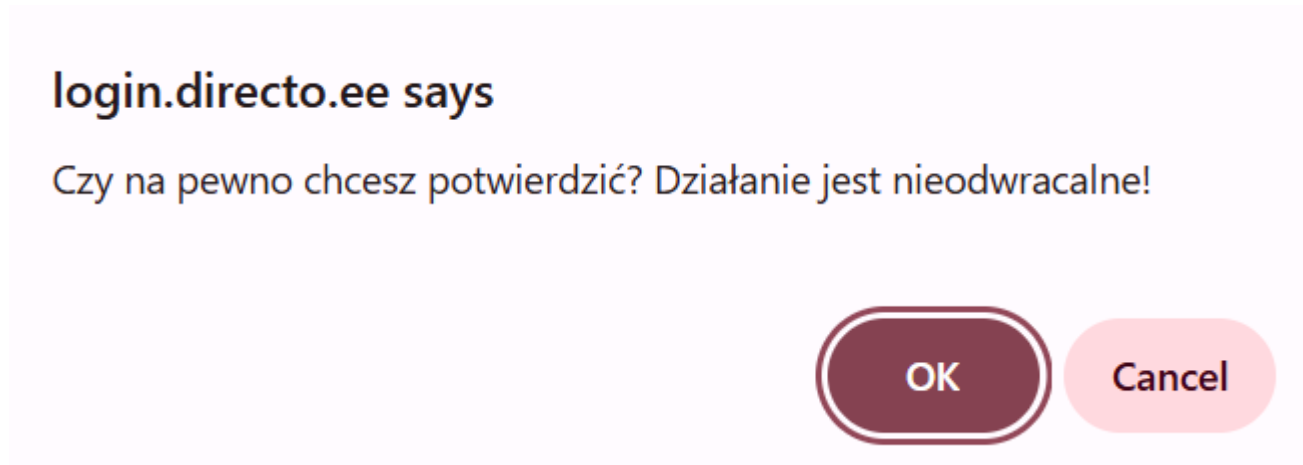 login.directo.ee says
Czy na pewno chcesz potwierdzić? Działanie jest nieodwracalne!
OK Cancel